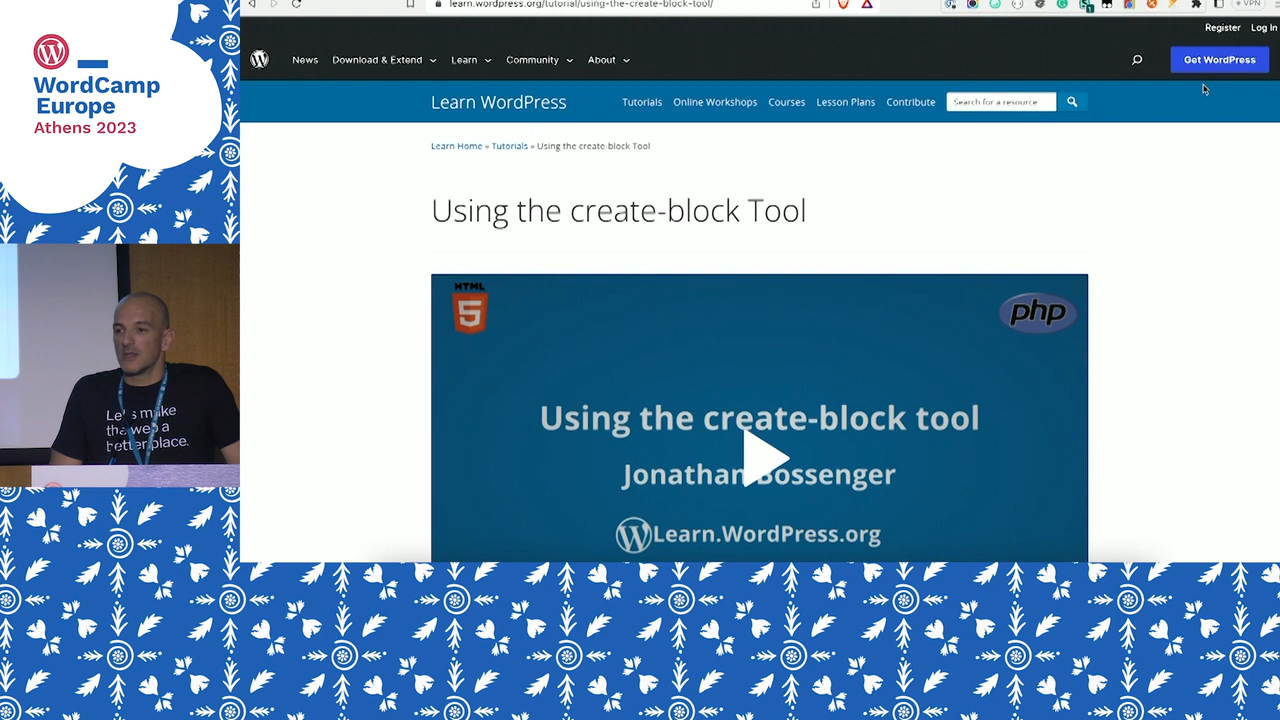 WordCamp
Europe
Athens 2023
learn.wordpress.org/tutorial/using-the-create-block-tool/
VPN
Register Log In
News Download & Extend Learn Community About Get WordPress
Learn WordPress Tutorials Online Workshops Courses Lesson Plans Contribute Search for a resource
Learn Home » Tutorials » Using the create-block Tool
Using the create-block Tool
HTML
5
php
Using the create-block tool
Jonathan Bossenger
Learn.WordPress.org
Let's make
the web a
better place.